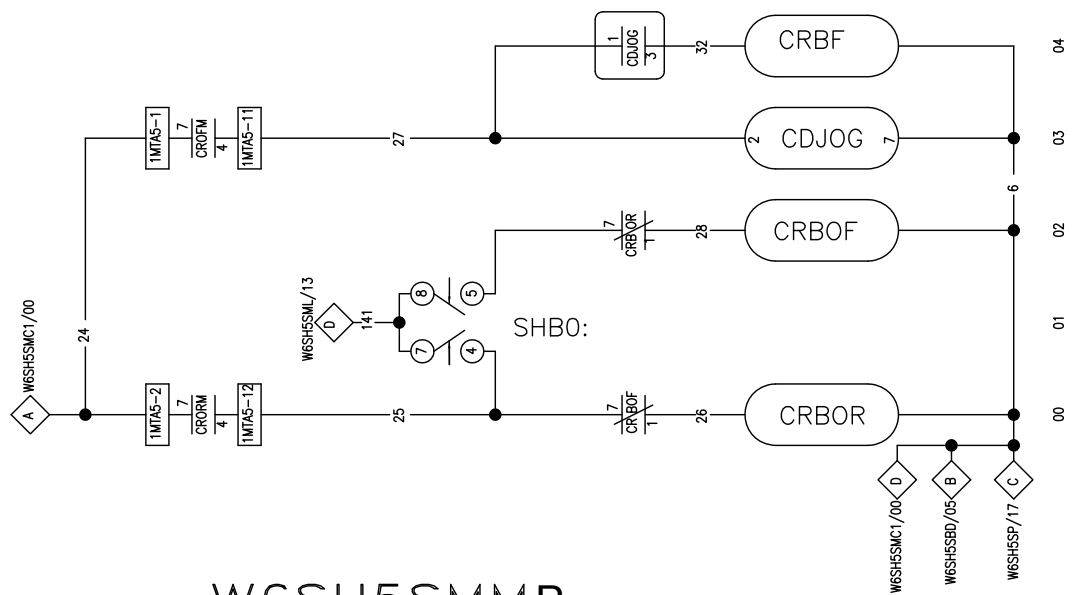 W6SH5SMC1/00
A
24
1MTA5-1
7
CROFM
4
1MTA5-11
27
1
CDJOG
3
32
CRBF
04
2
CDJOG
7
03
6
W6SH5SML/13
D
141
8
5
7
4
SHBO:
7
CRBOR
1
28
CRBOF
02
01
1MTA5-2
7
CRORM
4
1MTA5-12
25
7
CRBOF
1
26
CRBOR
00
W6SH5SMC1/00
D
W6SH5SBD/05
B
W6SH5SP/17
C